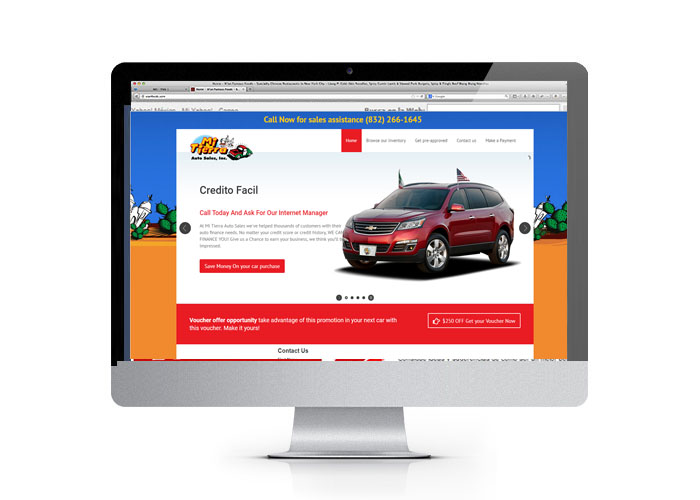 Call Now for sales assistance (832) 266-1645
Mi Tierra
Auto Sales, Inc.
Home Browse our Inventory Get pre-approved Contact us Make a Payment
Credito Facil
Call Today And Ask For Our Internet Manager
At Mi Tierra Auto Sales we've helped thousands of customers with their
auto finance needs. No matter your credit score or credit history, WE CAN
FINANCE YOU! Give us a Chance to earn your business, we think you'll
impressed.
Save Money On your car purchase
Voucher offer opportunity take advantage of this promotion in your next car with
this voucher. Make it yours!
$250 OFF Get your Voucher Now
Contact Us